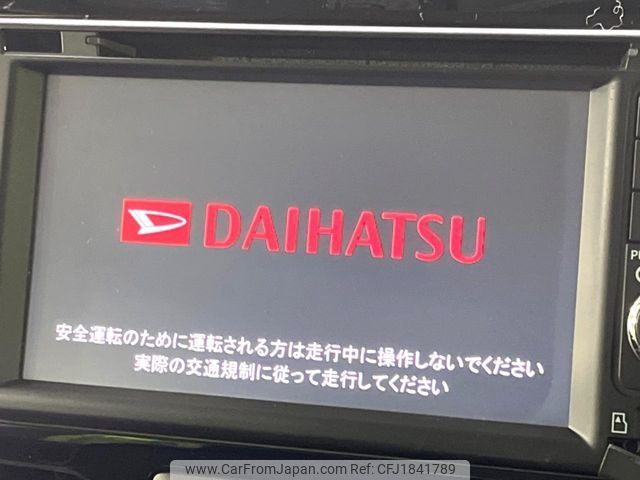 DAIHATSU
安全運転のために運転される方は走行中に操作しないでください
実際の交通規制に従って走行してください
www.CarFromJapan.com REF:CFJ1841789